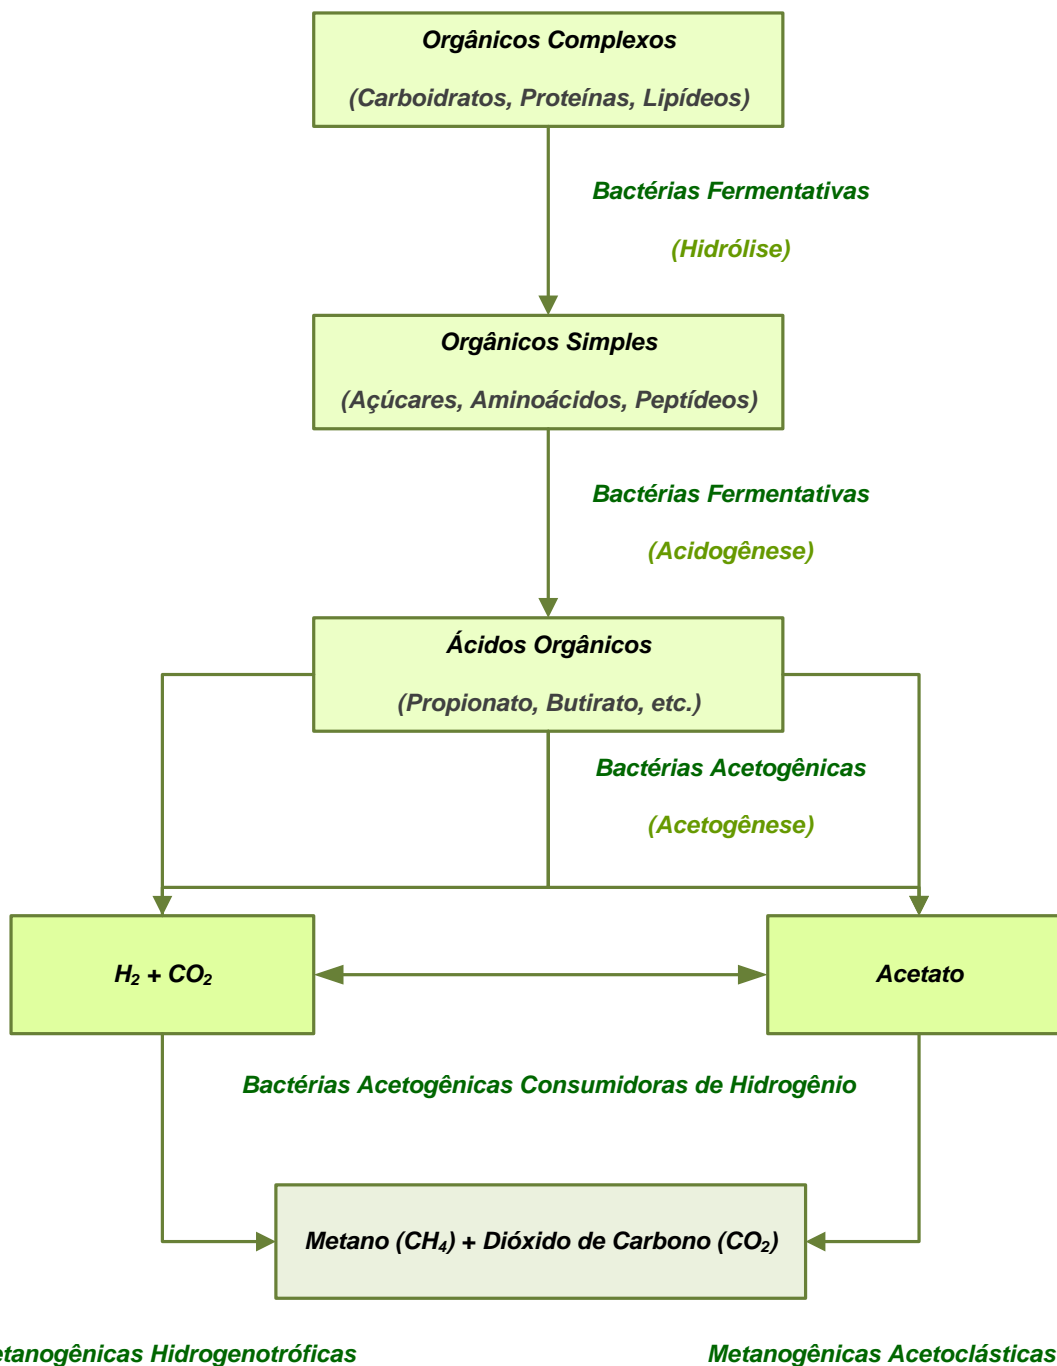 Orgânicos Complexos
(Carboidratos, Proteínas, Lipídeos)
Bactérias Fermentativas
(Hidrólise)
Orgânicos Simples
(Açúcares, Aminoácidos, Peptídeos)
Bactérias Fermentativas
(Acidogênese)
Ácidos Orgânicos
(Propionato, Butirato, etc.)
Bactérias Acetogênicas
(Acetogênese)
H₂ + CO₂
Acetato
Bactérias Acetogênicas Consumidoras de Hidrogênio
Metano (CH₄) + Dióxido de Carbono (CO₂)
etanogênicas Hidrogenotróficas
Metanogênicas Acetoclásticas